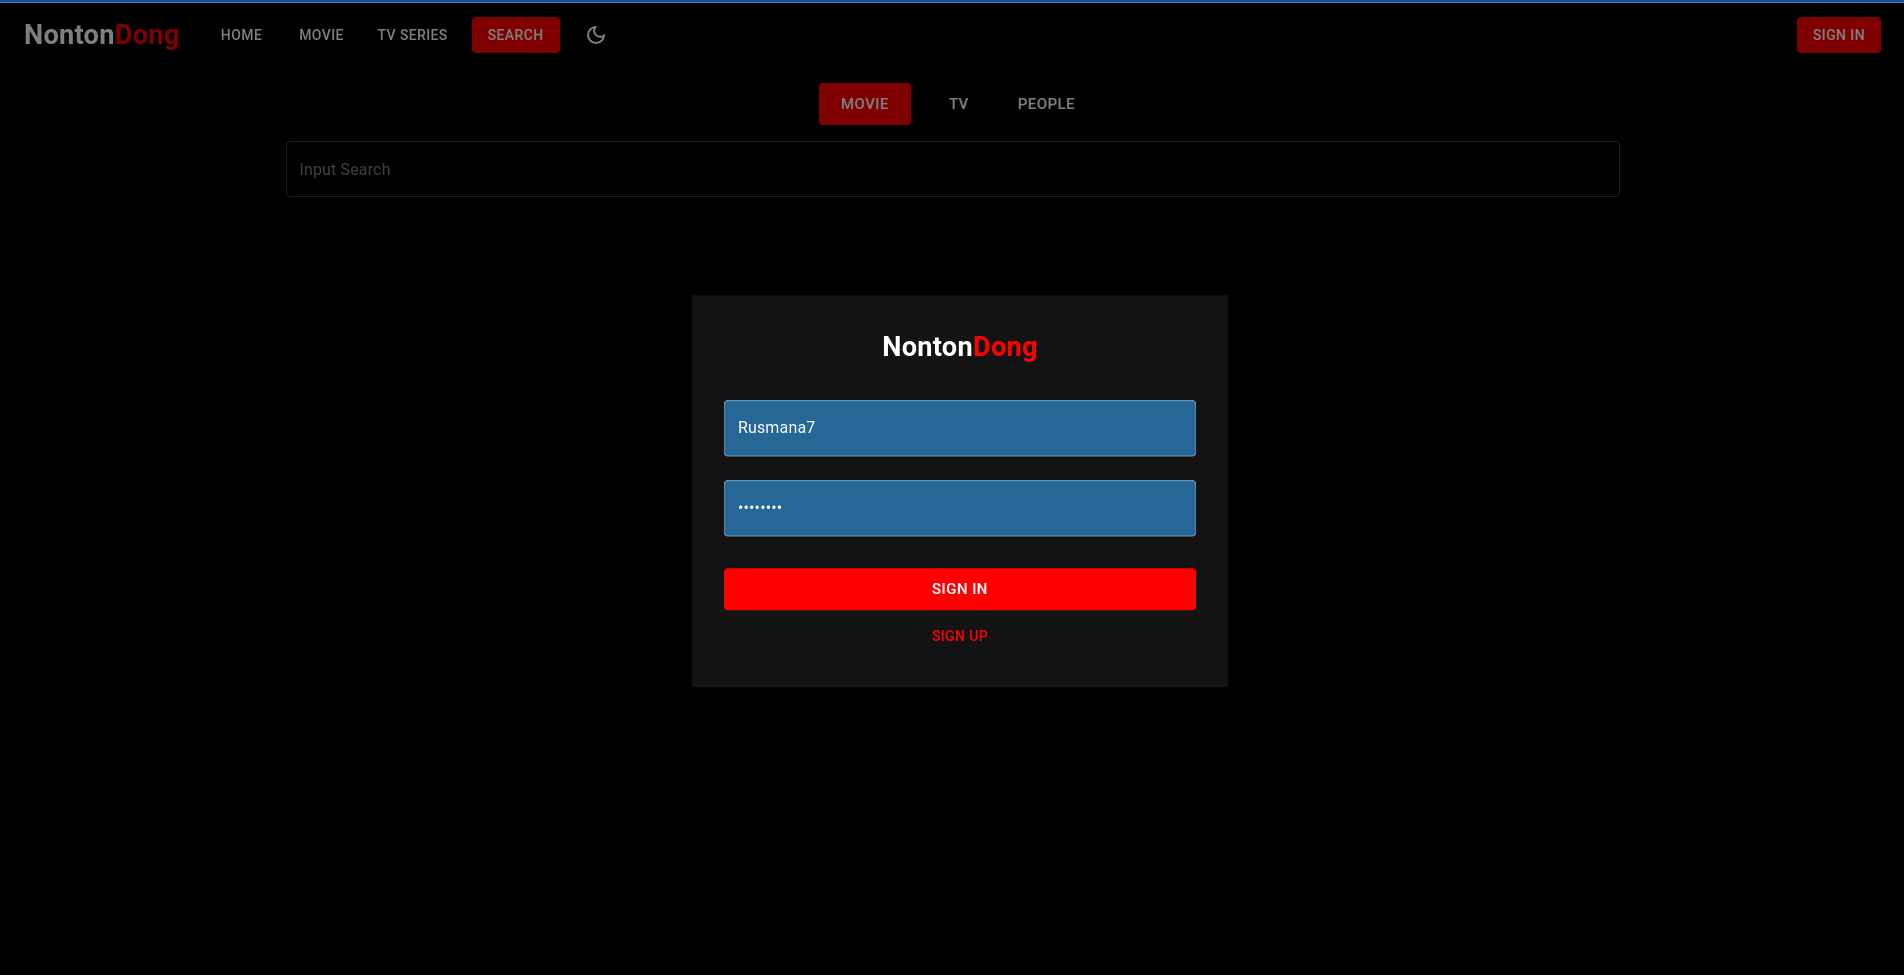 NontonDong HOME MOVIE TV SERIES SEARCH SIGN IN
MOVIE TV PEOPLE
Input Search
NontonDong
Rusmana7
••••••••
SIGN IN
SIGN UP